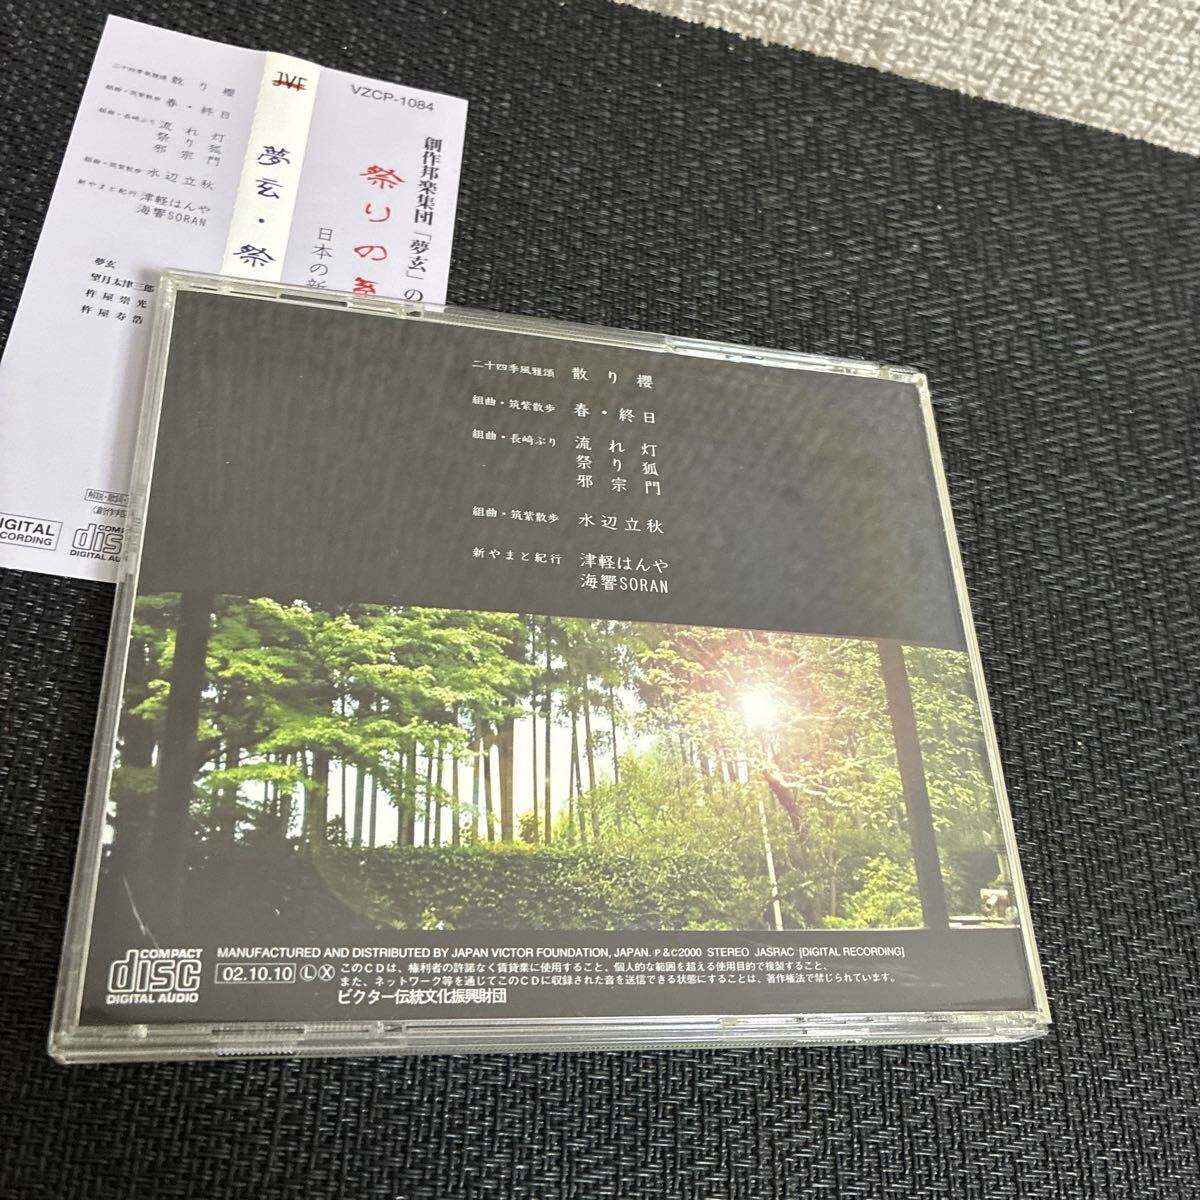 二十四季風雅頌 散り櫻
組曲・筑紫散歩 春・終日
組曲・長崎ぶり 流れ灯
祭り狐
邪宗門
組曲・筑紫散歩 水辺立秋
新やまと紀行 津軽はんや
海響SORAN
夢玄
望月太津三郎
杵屋崇光
杵屋寿浩
IGITAL
CORDING
COMP
disc
DIGITAL AU
JVF
夢玄・祭
VZCP-1084
創作邦楽集団「夢玄」の
祭りの
日本の新
二十四季風雅頌 散り櫻
組曲・筑紫散歩 春・終日
組曲・長崎ぶり 流れ灯
祭り狐
邪宗門
組曲・筑紫散歩 水辺立秋
新やまと紀行 津軽はんや
海響SORAN
COMPACT
disc
DIGITAL AUDIO
MANUFACTURED AND DISTRIBUTED BY JAPAN VICTOR FOUNDATION, JAPAN. P&C2000 STEREO JASRAC [DIGITAL RECORDING]
02.10.10 L X このCDは、権利者の許諾なく賃貸業に使用すること、個人的な範囲を超える使用目的で複製すること、
また、ネットワーク等を通じてこのCDに収録された音を送信できる状態にすることは、著作権法で禁じられています。
ビクター伝統文化振興財団